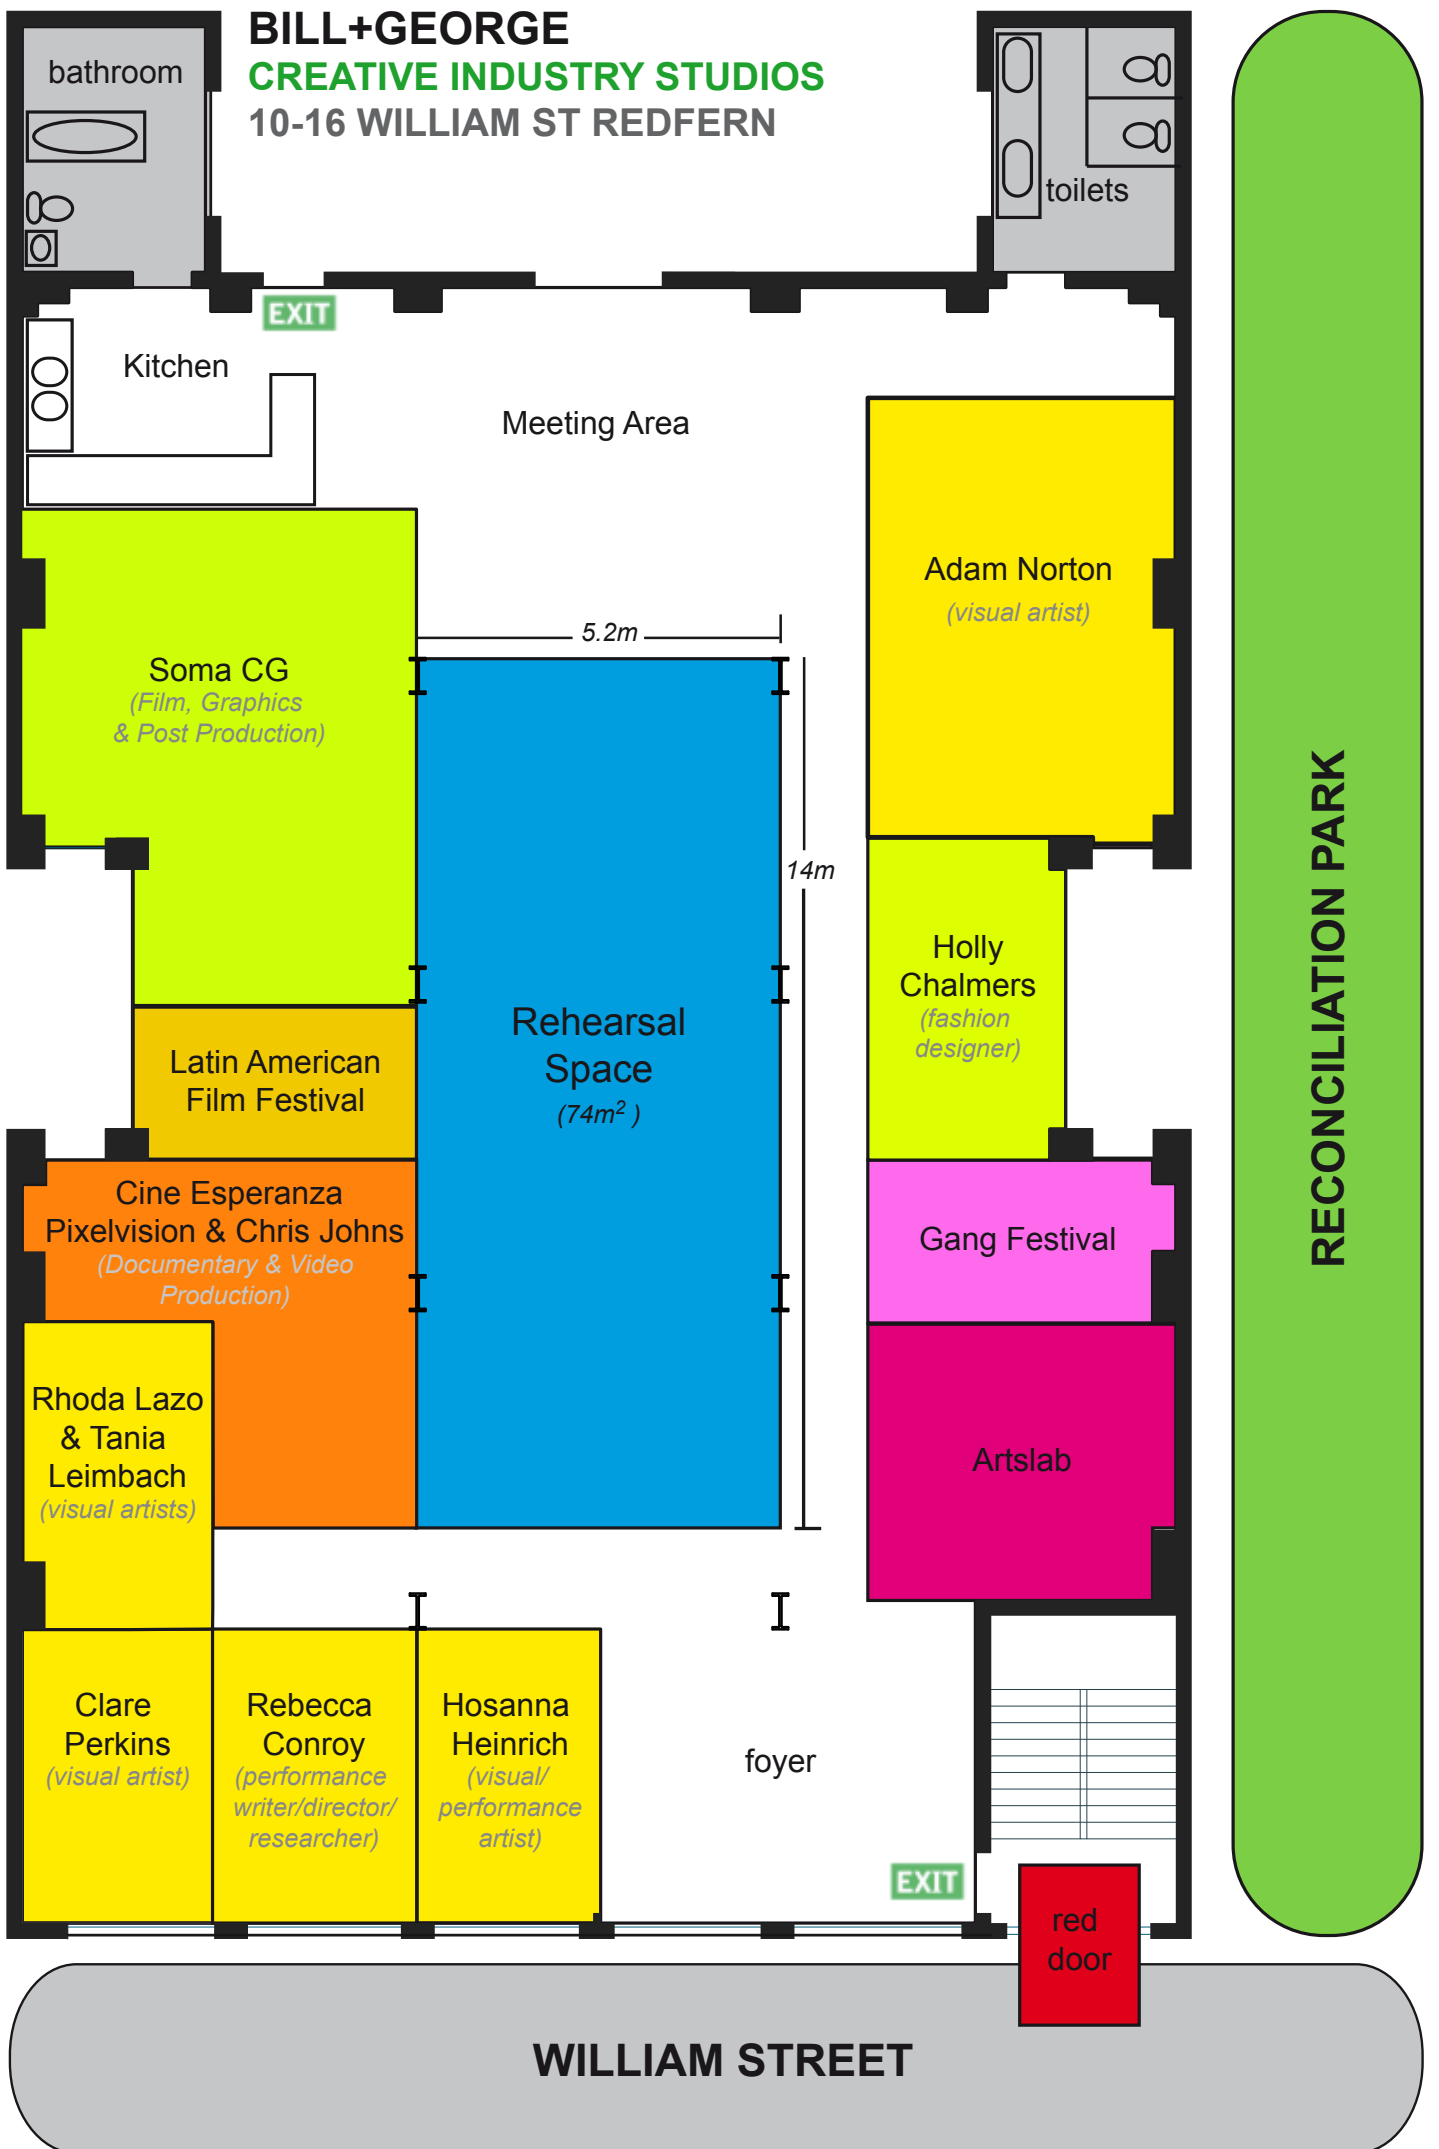 BILL+GEORGE
CREATIVE INDUSTRY STUDIOS
10-16 WILLIAM ST REDFERN
bathroom
toilets
EXIT
Kitchen
Meeting Area
Adam Norton
(visual artist)
5.2m
Soma CG
(Film, Graphics
& Post Production)
14m
Holly
Chalmers
(fashion
designer)
Rehearsal
Space
(74m²)
Latin American
Film Festival
Cine Esperanza
Pixelvision & Chris Johns
(Documentary & Video
Production)
Gang Festival
Rhoda Lazo
& Tania
Leimbach
(visual artists)
Artslab
Clare
Perkins
(visual artist)
Rebecca
Conroy
(performance
writer/director/
researcher)
Hosanna
Heinrich
(visual/
performance
artist)
foyer
EXIT
red
door
RECONCILIATION PARK
WILLIAM STREET